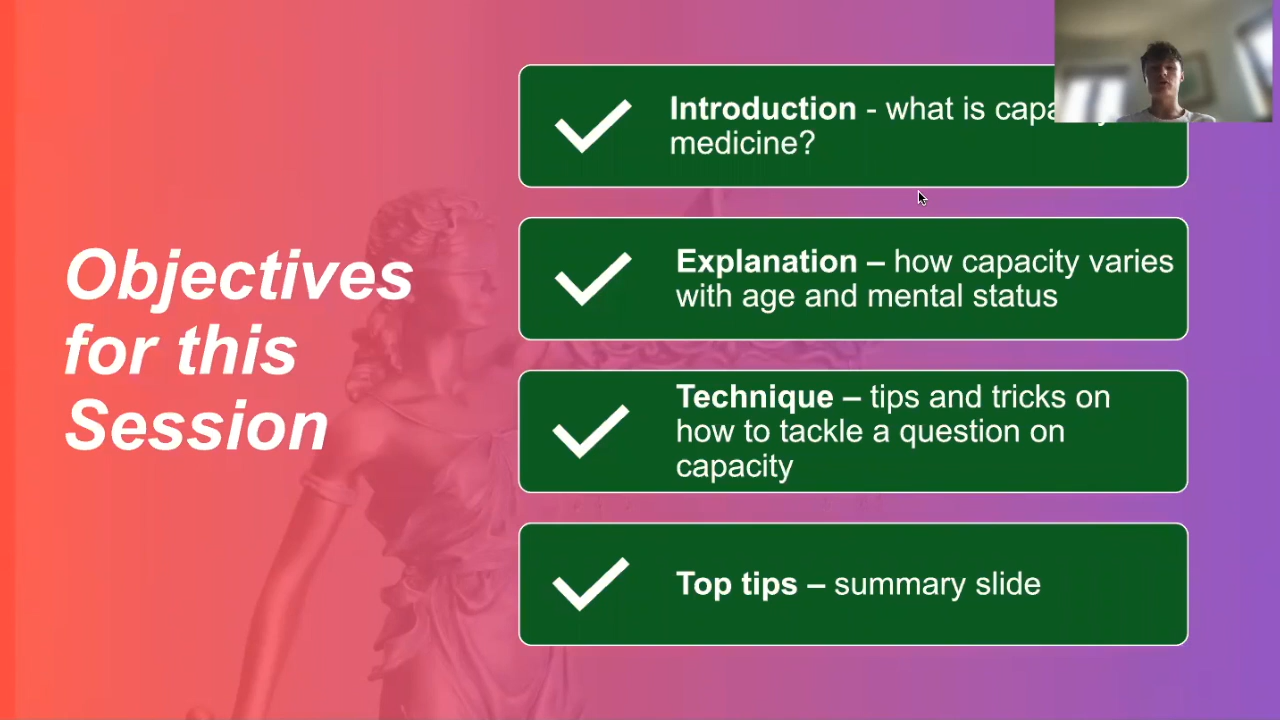 Objectives
for this
Session
Introduction - what is
medicine?
Explanation – how capacity varies
with age and mental status
Technique – tips and tricks on
how to tackle a question on
capacity
Top tips – summary slide